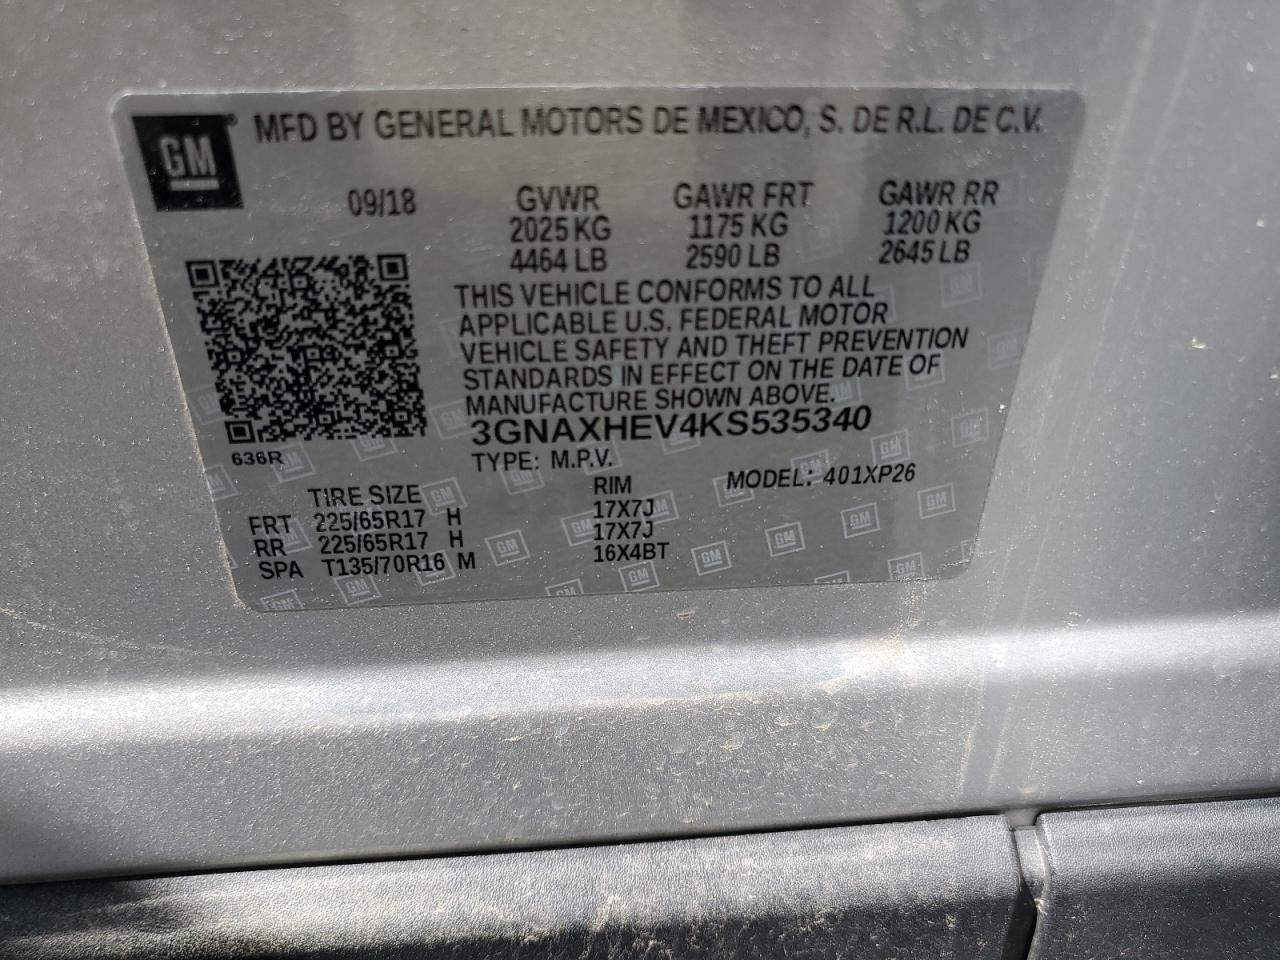 GM® MFD BY GENERAL MOTORS DE MEXICO, S. DE R.L. DE C.V.
09/18 GVWR GAWR FRT GAWR RR
2025 KG 1175 KG 1200 KG
4464 LB 2590 LB 2645 LB
THIS VEHICLE CONFORMS TO ALL
APPLICABLE U.S. FEDERAL MOTOR
VEHICLE SAFETY AND THEFT PREVENTION
STANDARDS IN EFFECT ON THE DATE OF
MANUFACTURE SHOWN ABOVE.
3GNAXHEV4KS535340
636R
TYPE: M.P.V. MODEL: 401XP26
TIRE SIZE RIM
FRT 225/65R17 H 17X7J
RR 225/65R17 H 17X7J
SPA T135/70R16 M 16X4BT